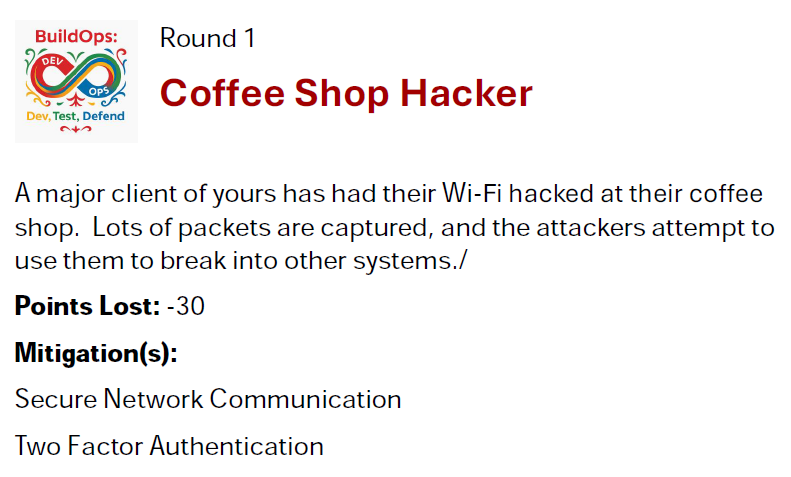 BuildOps:
DEV
OPS
Dev, Test, Defend
Round 1
Coffee Shop Hacker
A major client of yours has had their Wi-Fi hacked at their coffee
shop.  Lots of packets are captured, and the attackers attempt to
use them to break into other systems./
Points Lost: -30
Mitigation(s):
Secure Network Communication
Two Factor Authentication